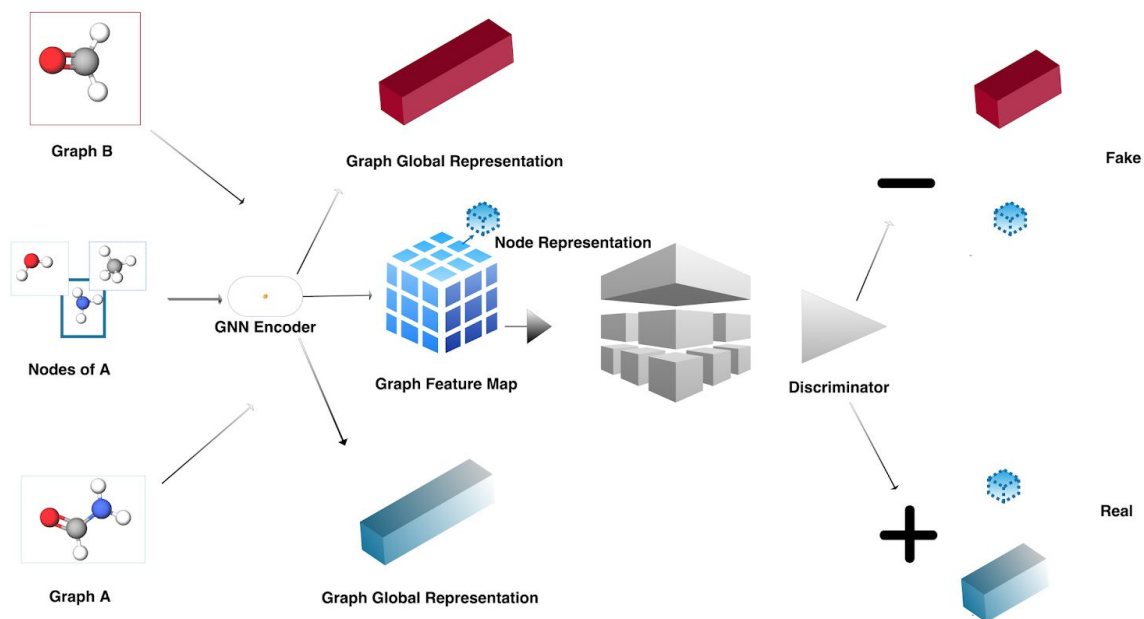 Graph B
Graph Global Representation
Fake
Node Representation
GNN Encoder
Nodes of A
Graph Feature Map
Discriminator
Real
Graph A
Graph Global Representation